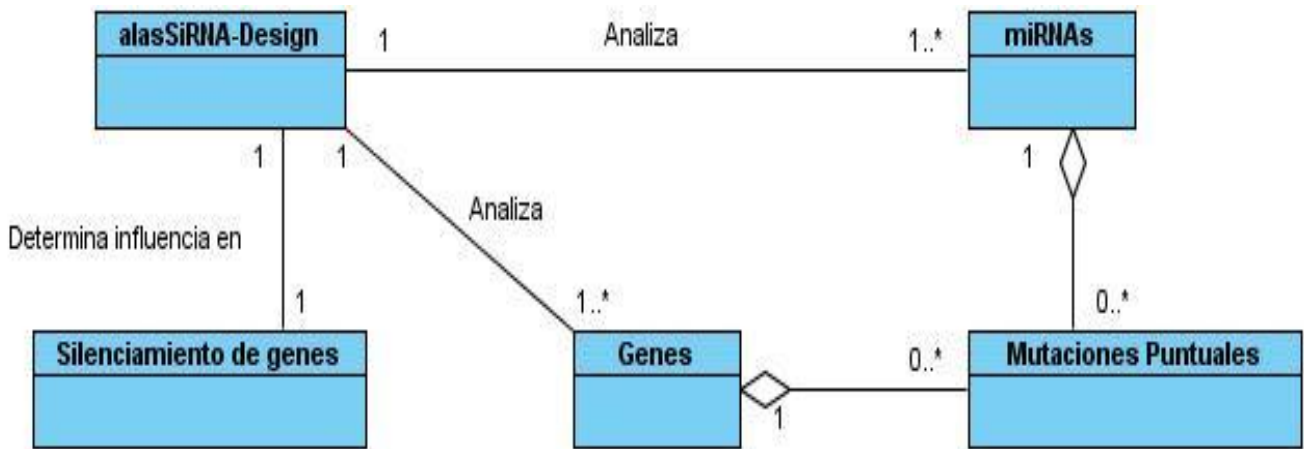 alasSiRNA-Design
1
Analiza
1..*
miRNAs
1
1
1
Analiza
Determina influencia en
1
1..*
0..*
Silenciamiento de genes
Genes
0..*
Mutaciones Puntuales
1